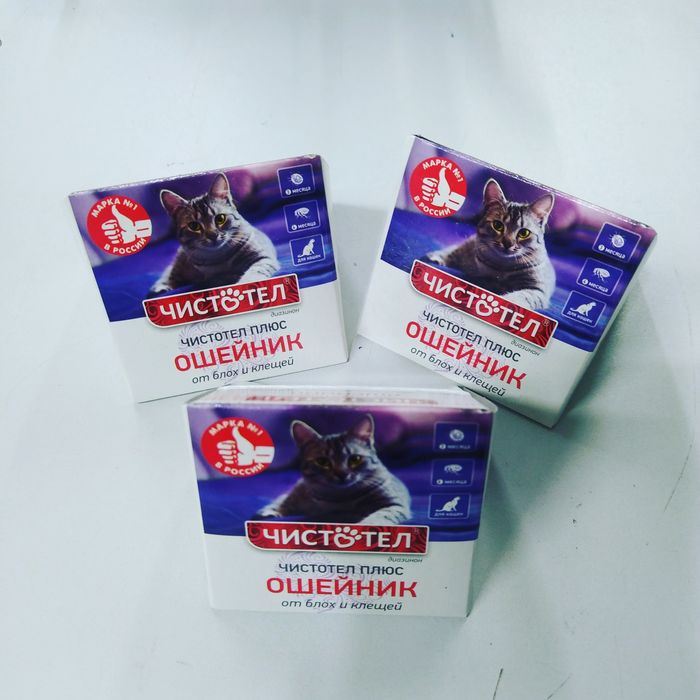 МАРКА №1
В РОССИИ
месяца
месяца
для кошек
ЧИСТОТЕЛ
диазинон
ЧИСТОТЕЛ ПЛЮС
ОШЕЙНИК
от блох и клещей
МАРКА №1
В РОССИИ
месяца
месяца
для кошек
ЧИСТОТЕЛ
диазинон
ЧИСТОТЕЛ ПЛЮС
ОШЕЙНИК
от блох и клещей
МАРКА №1
В РОССИИ
месяца
месяца
для кошек
ЧИСТОТЕЛ
диазинон
ЧИСТОТЕЛ ПЛЮС
ОШЕЙНИК
от блох и клещей